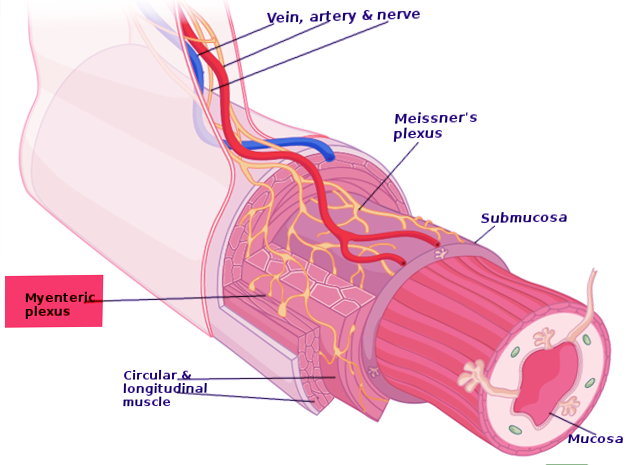 Vein, artery & nerve
Meissner's
plexus
Submucosa
Myenteric
plexus
Circular &
longitudinal
muscle
Mucosa